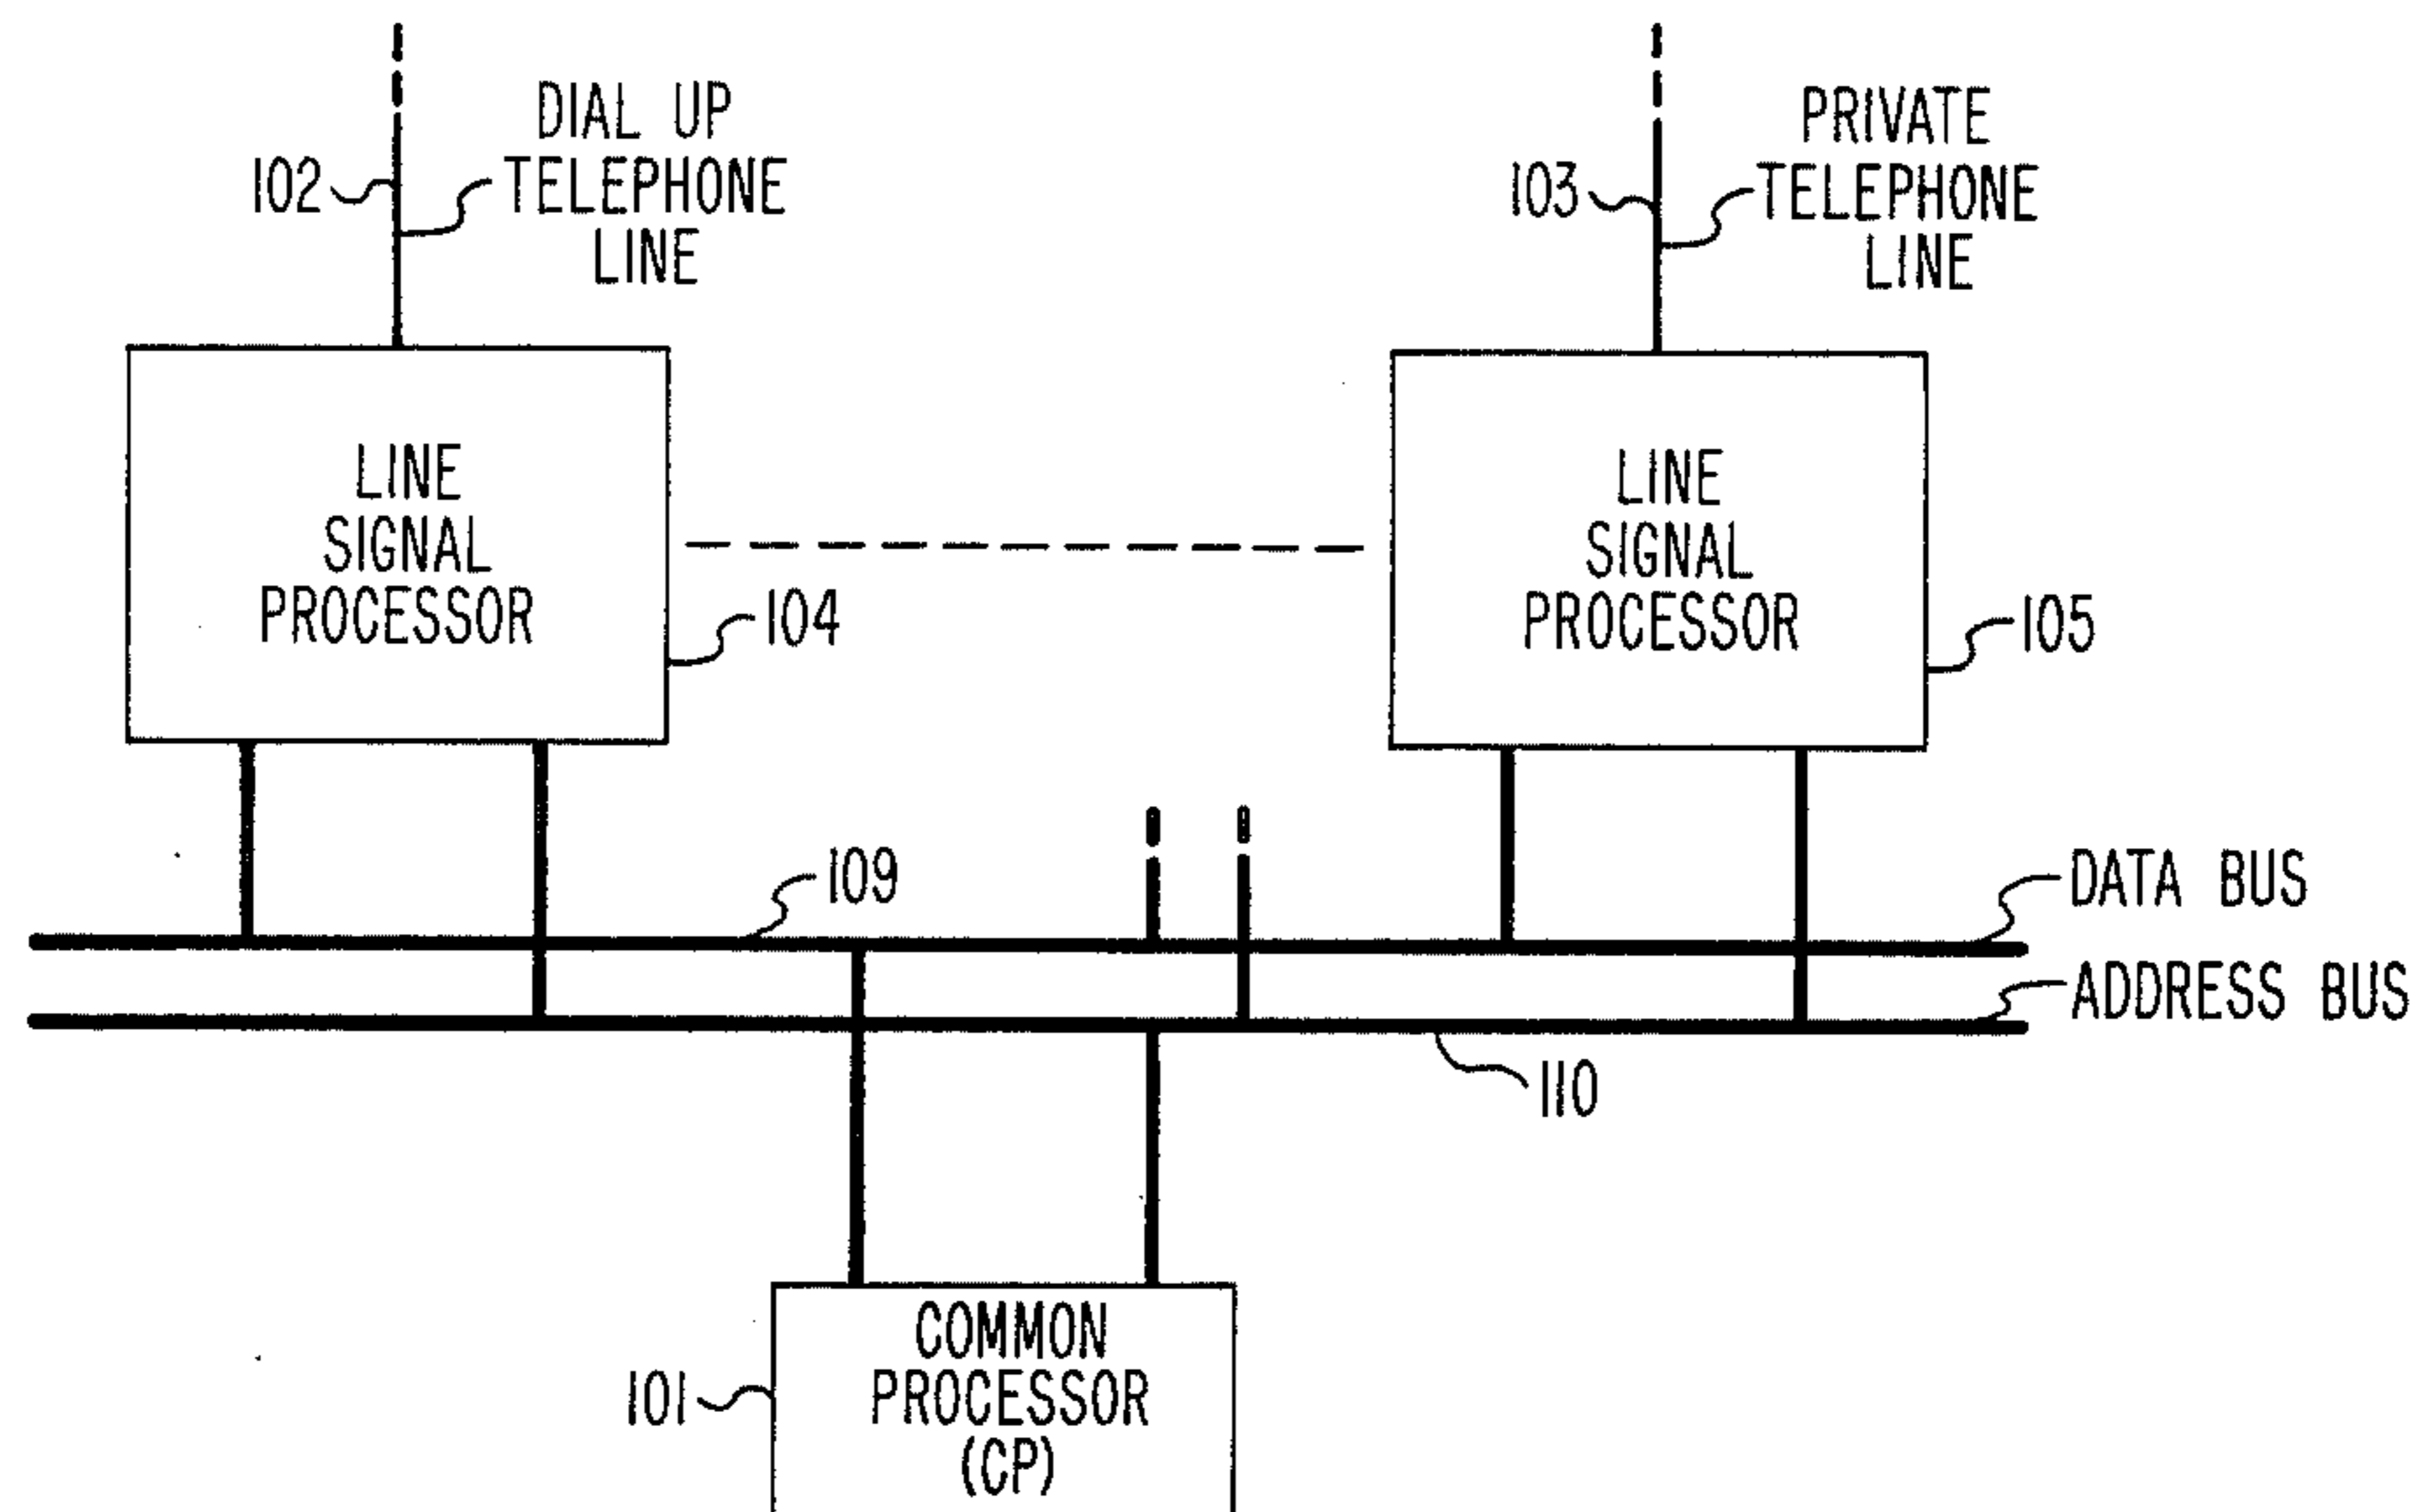 DIAL UP
TELEPHONE
LINE
102
PRIVATE
TELEPHONE
LINE
103
LINE
SIGNAL
PROCESSOR
104
LINE
SIGNAL
PROCESSOR
105
109
DATA BUS
ADDRESS BUS
110
COMMON
PROCESSOR
(CP)
101